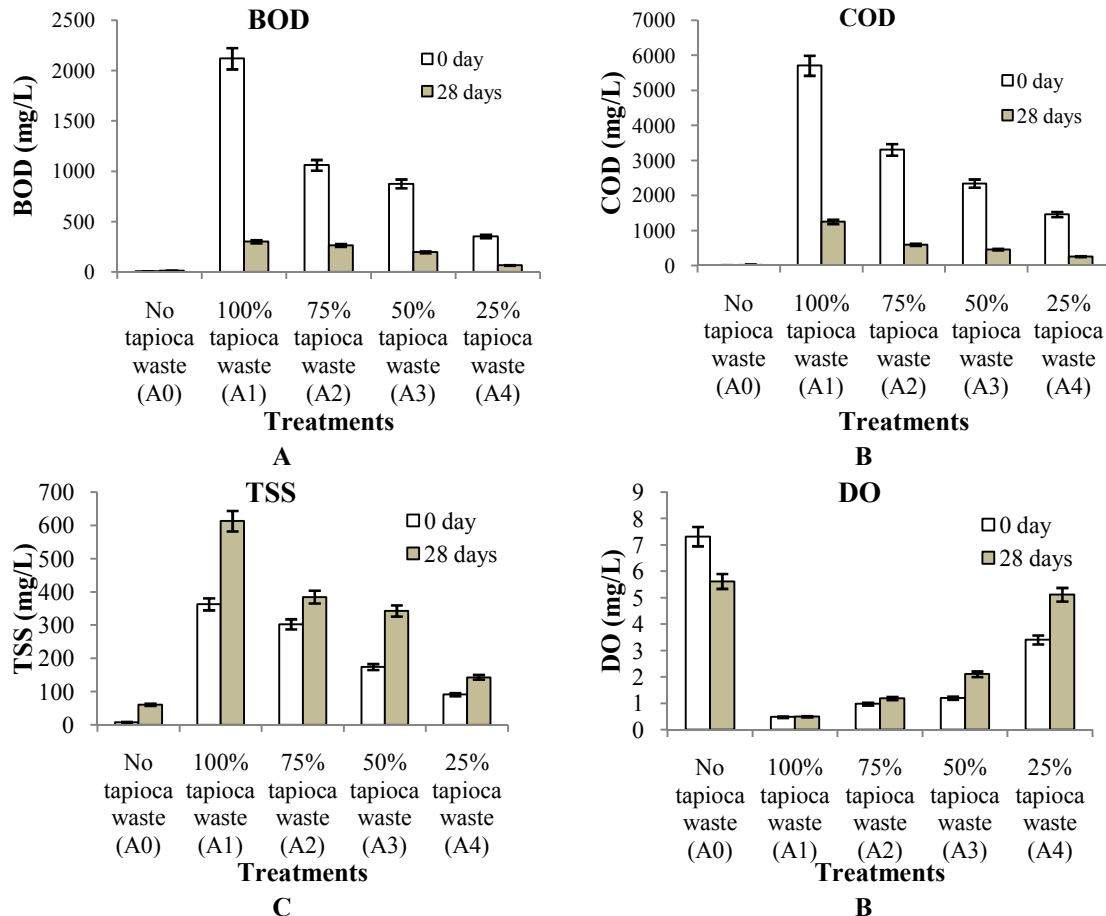 BOD
2500
2000
1500
1000
500
0
BOD (mg/L)
0 day
28 days
No tapioca waste (A0)
100% tapioca waste (A1)
75% tapioca waste (A2)
50% tapioca waste (A3)
25% tapioca waste (A4)
Treatments
A
COD
7000
6000
5000
4000
3000
2000
1000
0
COD (mg/L)
0 day
28 days
No tapioca waste (A0)
100% tapioca waste (A1)
75% tapioca waste (A2)
50% tapioca waste (A3)
25% tapioca waste (A4)
Treatments
B
TSS
700
600
500
400
300
200
100
0
TSS (mg/L)
0 day
28 days
No tapioca waste (A0)
100% tapioca waste (A1)
75% tapioca waste (A2)
50% tapioca waste (A3)
25% tapioca waste (A4)
Treatments
C
DO
9
8
7
6
5
4
3
2
1
0
DO (mg/L)
0 day
28 days
No tapioca waste (A0)
100% tapioca waste (A1)
75% tapioca waste (A2)
50% tapioca waste (A3)
25% tapioca waste (A4)
Treatments
B